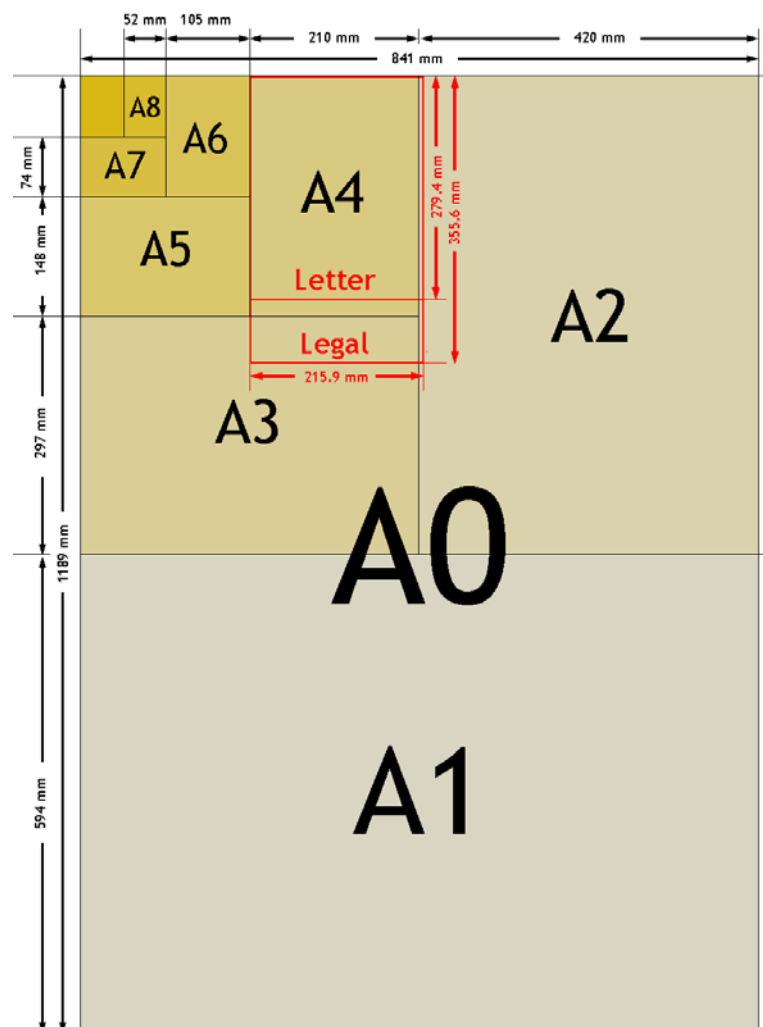 52 mm 105 mm
210 mm 420 mm
841 mm
A8
A6
A7
74 mm
A4
279.4 mm
355.6 mm
A5
148 mm
Letter
A2
Legal
215.9 mm
A3
297 mm
1189 mm
A0
A1
594 mm